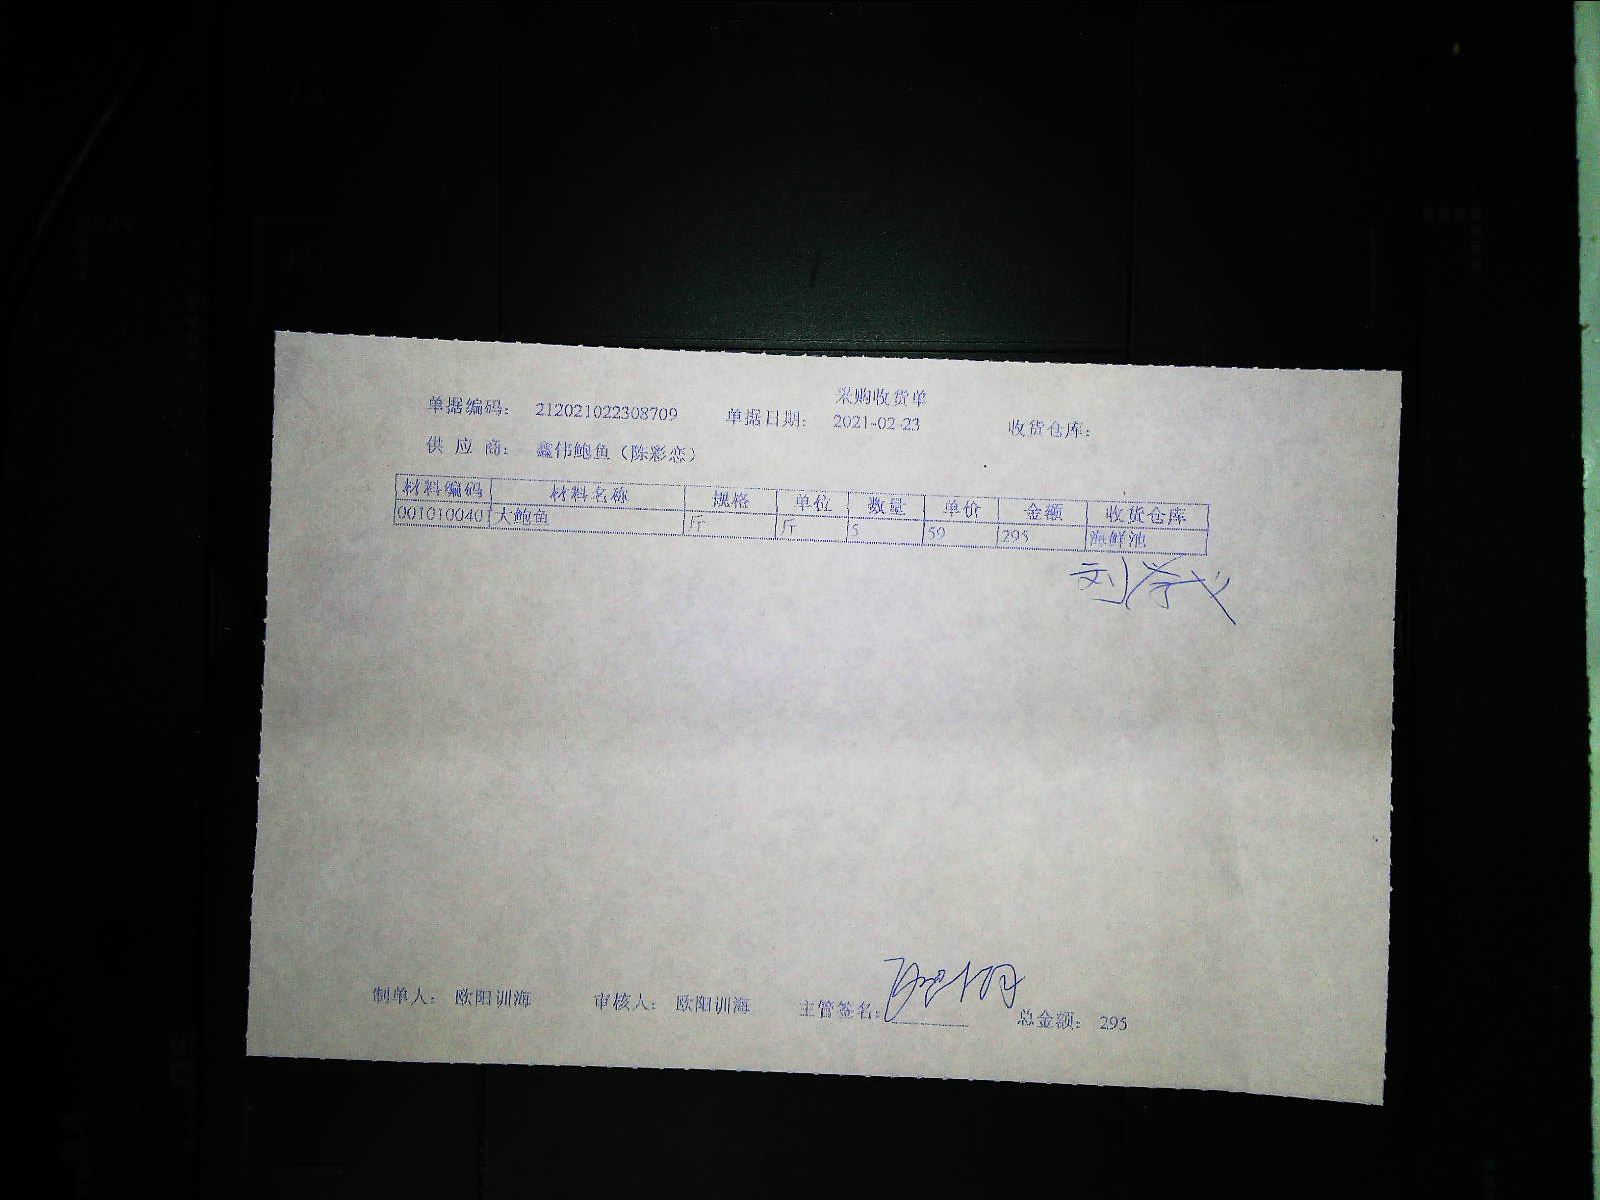 采购收货单
单据编码： 212021022308709 单据日期： 2021-02-23 收货仓库：
供 应 商： 鑫伟鲍鱼（陈彩恋）
材料编码 材料名称 规格 单位 数量 单价 金额 收货仓库
0010100401 大鲍鱼 斤 斤 5 59 295 海鲜池
制单人： 欧阳训海 审核人： 欧阳训海 主管签名： 总金额： 295